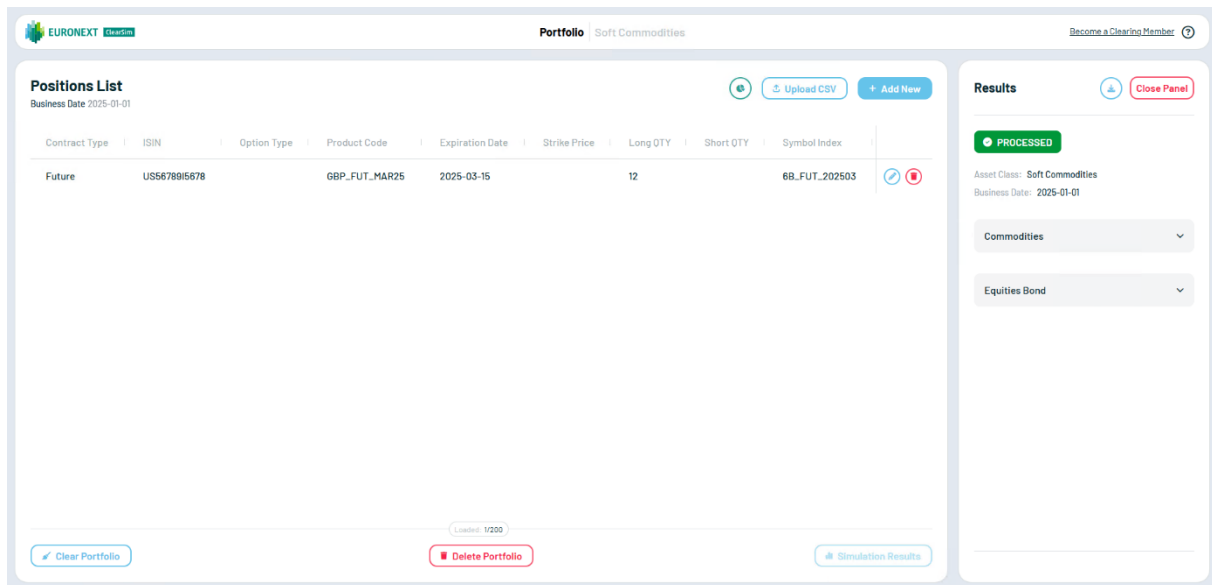 EURONEXT ClearSim
Portfolio Soft Commodities
Become a Clearing Member ?
Positions List
Business Date 2025-01-01
Upload CSV
+ Add New
Contract Type ISIN Option Type Product Code Expiration Date Strike Price Long QTY Short QTY Symbol Index
Future US5678915678 GBP_FUT_MAR25 2025-03-15 12 6B_FUT_202503
Loaded: 1/200
Clear Portfolio
Delete Portfolio
Simulation Results
Results
Close Panel
PROCESSED
Asset Class: Soft Commodities
Business Date: 2025-01-01
Commodities
Equities Bond